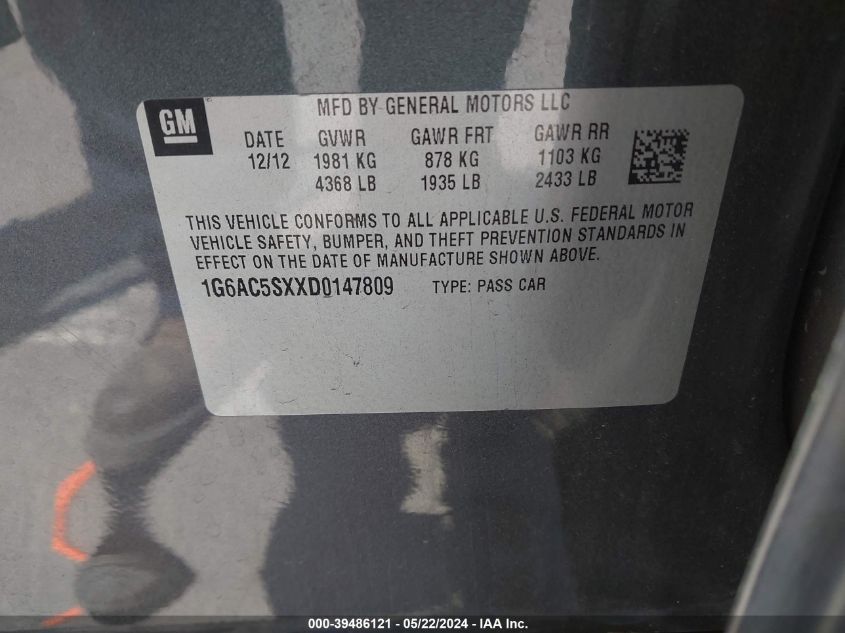 GM
MFD BY GENERAL MOTORS LLC
DATE GVWR GAWR FRT GAWR RR
12/12 1981 KG 878 KG 1103 KG
4368 LB 1935 LB 2433 LB
THIS VEHICLE CONFORMS TO ALL APPLICABLE U.S. FEDERAL MOTOR
VEHICLE SAFETY, BUMPER, AND THEFT PREVENTION STANDARDS IN
EFFECT ON THE DATE OF MANUFACTURE SHOWN ABOVE.
1G6AC5SXXD0147809 TYPE: PASS CAR
000-39486121 - 05/22/2024 - IAA Inc.